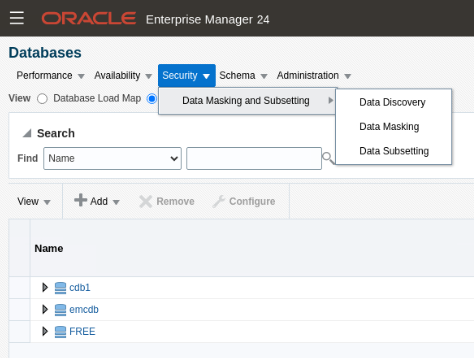 ORACLE Enterprise Manager 24
Databases
Performance Availability Security Schema Administration
View Database Load Map
Data Masking and Subsetting
Data Discovery
Data Masking
Data Subsetting
Search
Find Name
View Add Remove Configure
Name
cdb1
emcdb
FREE